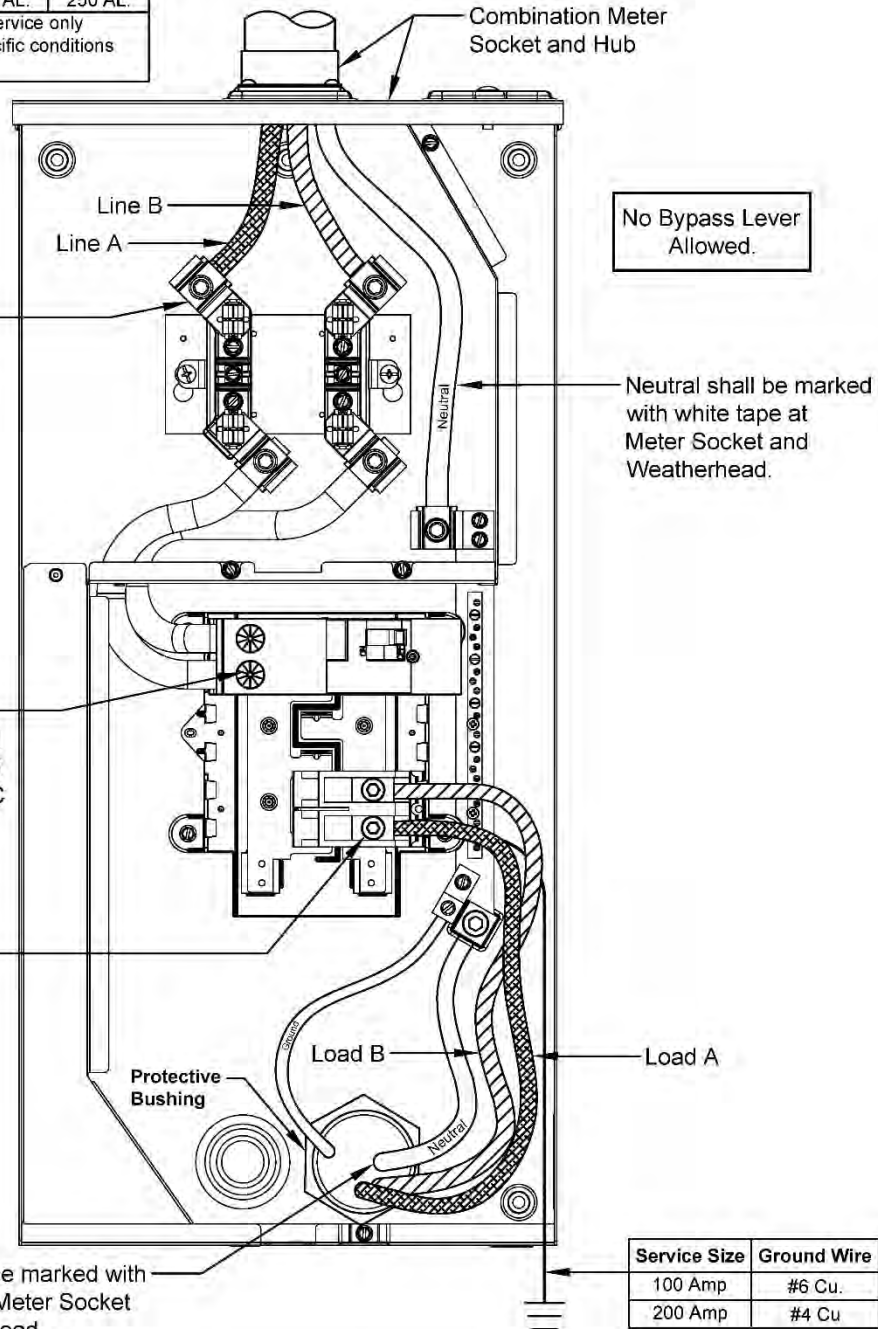 AL. 250 AL.
ervice only
cific conditions
Combination Meter
Socket and Hub
Line B
Line A
No Bypass Lever
Allowed.
Neutral
Neutral shall be marked
with white tape at
Meter Socket and
Weatherhead.
C
Ground
Load B
Load A
Protective
Bushing
Neutral
e marked with
Meter Socket
ead
Service Size Ground Wire
100 Amp #6 Cu.
200 Amp #4 Cu